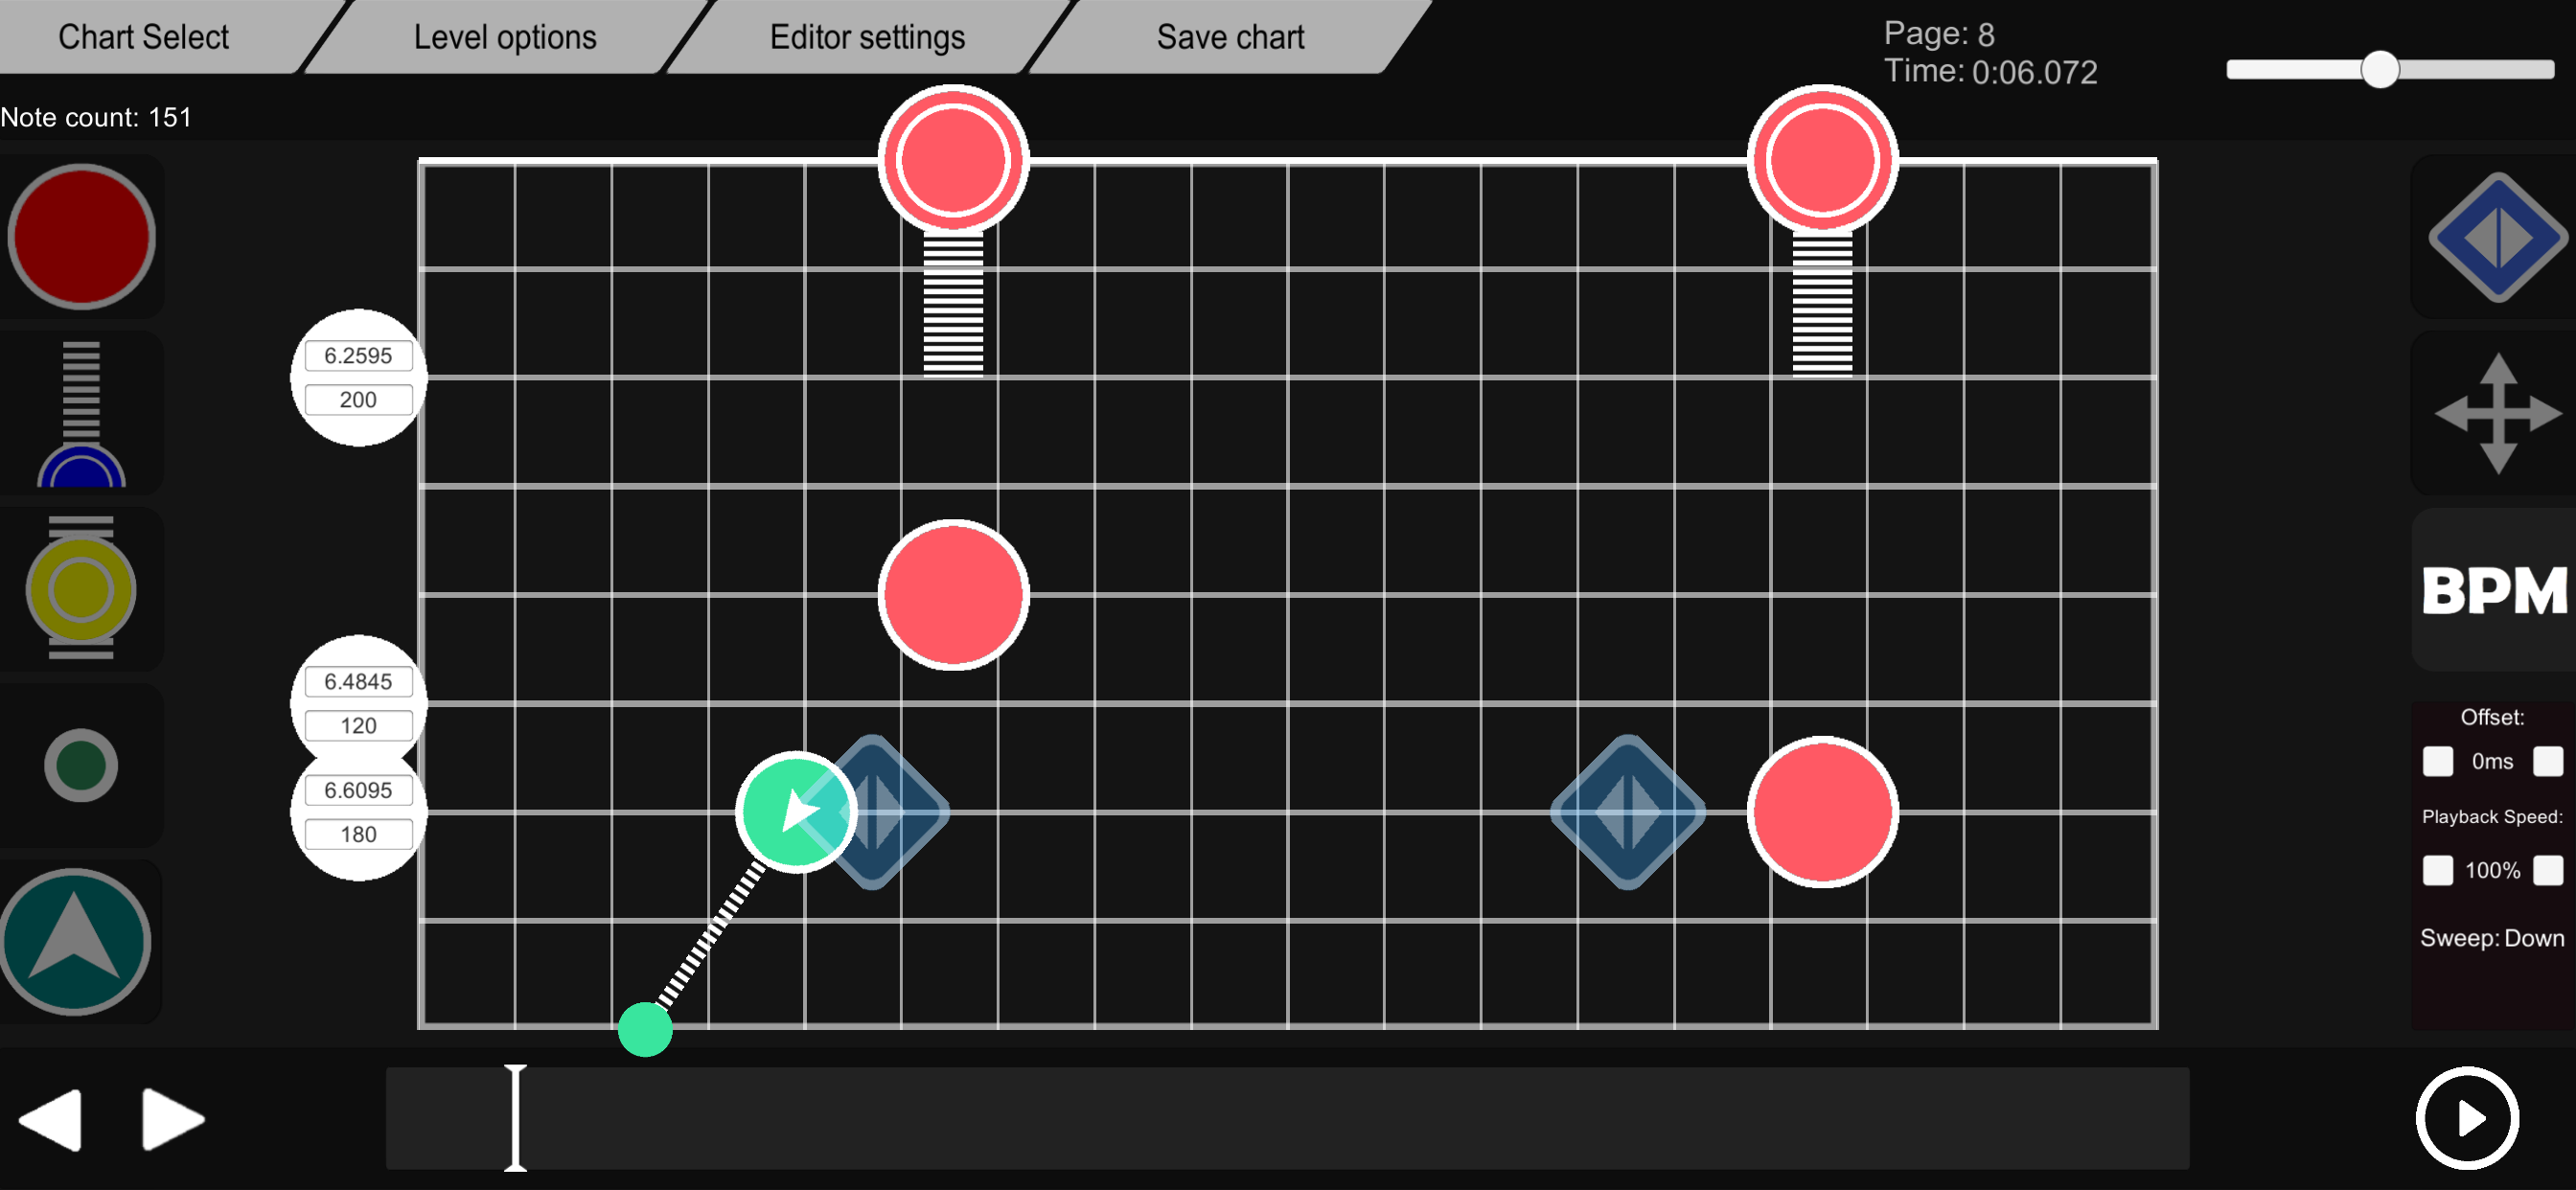 Chart Select
Level options
Editor settings
Save chart
Page: 8
Time: 0:06.072
Note count: 151
6.2595
200
6.4845
120
6.6095
180
BPM
Offset:
0ms
Playback Speed:
100%
Sweep: Down